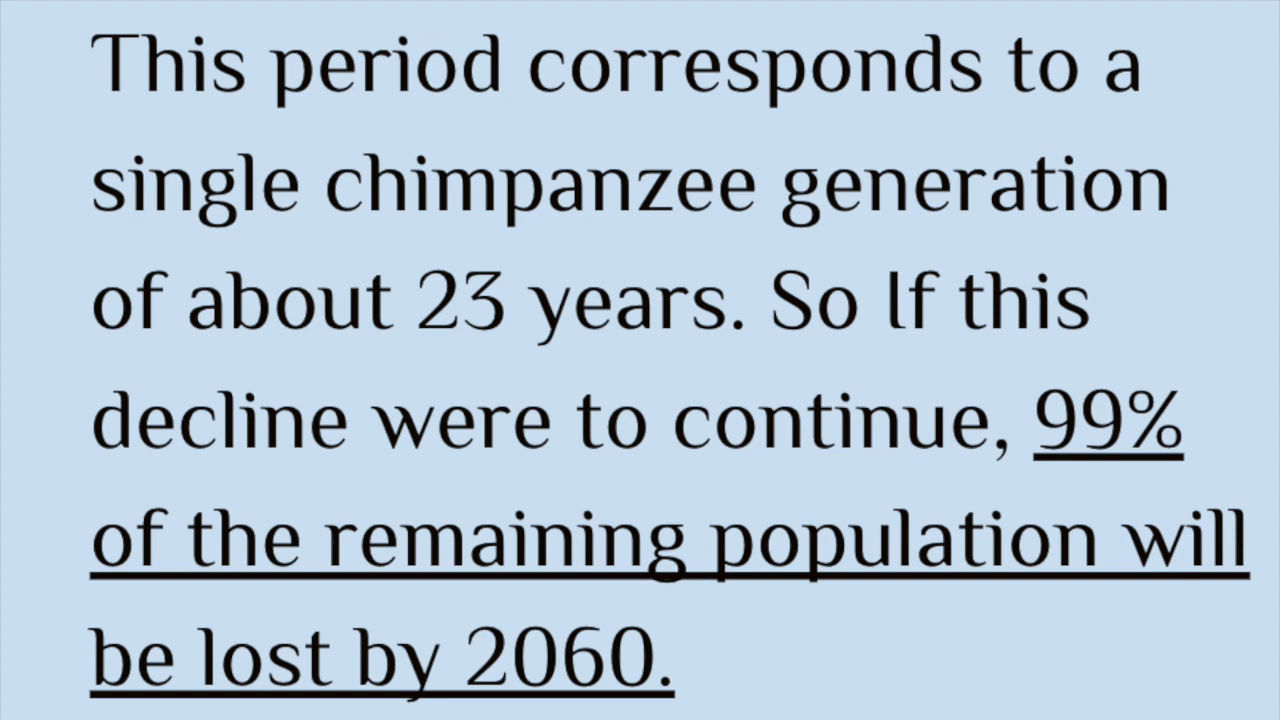 This period corresponds to a
single chimpanzee generation
of about 23 years. So If this
decline were to continue, 99%
of the remaining population will
be lost by 2060.